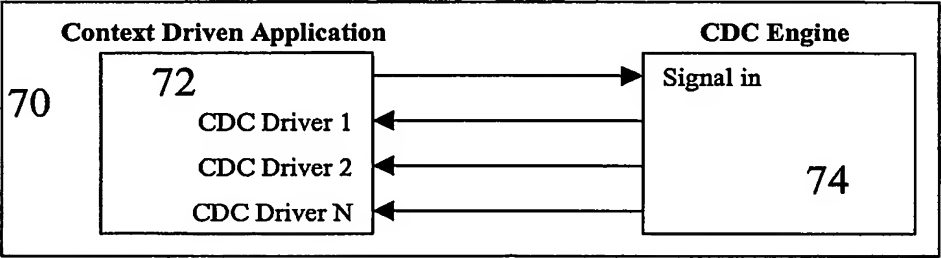 Context Driven Application CDC Engine
72 Signal in
70
CDC Driver 1
CDC Driver 2
74
CDC Driver N